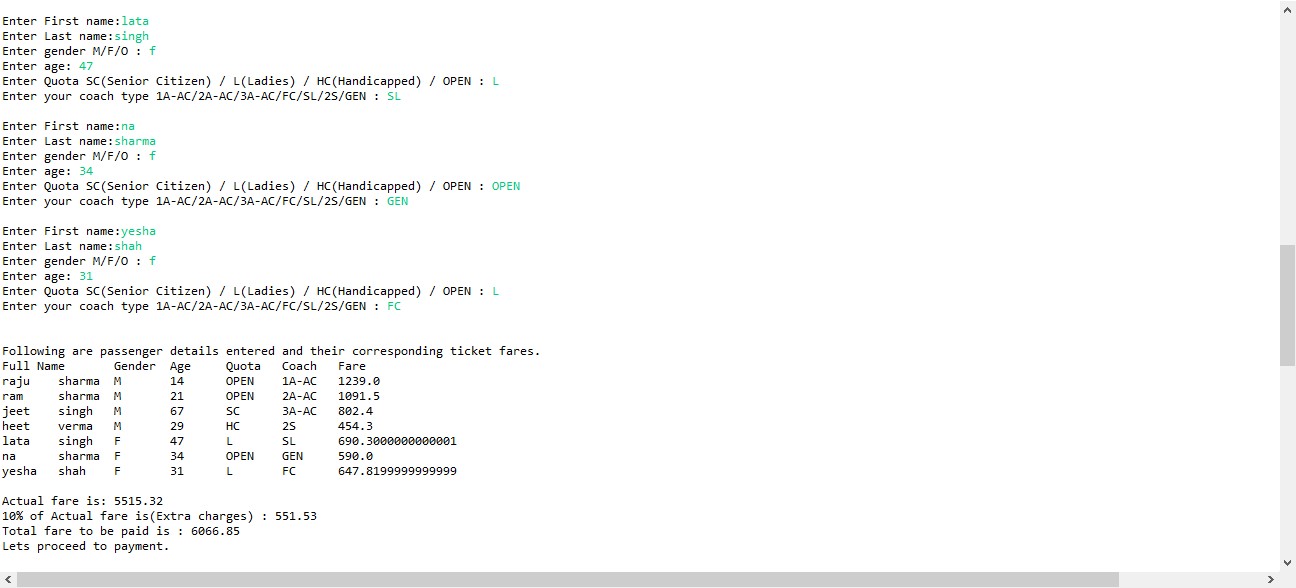 Enter First name:lata
Enter Last name:singh
Enter gender M/F/O : f
Enter age: 47
Enter Quota SC(Senior Citizen) / L(Ladies) / HC(Handicapped) / OPEN : L
Enter your coach type 1A-AC/2A-AC/3A-AC/FC/SL/2S/GEN : SL
Enter First name:na
Enter Last name:sharma
Enter gender M/F/O : f
Enter age: 34
Enter Quota SC(Senior Citizen) / L(Ladies) / HC(Handicapped) / OPEN : OPEN
Enter your coach type 1A-AC/2A-AC/3A-AC/FC/SL/2S/GEN : GEN
Enter First name:yesha
Enter Last name:shah
Enter gender M/F/O : f
Enter age: 31
Enter Quota SC(Senior Citizen) / L(Ladies) / HC(Handicapped) / OPEN : L
Enter your coach type 1A-AC/2A-AC/3A-AC/FC/SL/2S/GEN : FC
Following are passenger details entered and their corresponding ticket fares.
Full Name Gender Age Quota Coach Fare
raju sharma M 14 OPEN 1A-AC 1239.0
ram sharma M 21 OPEN 2A-AC 1091.5
jeet singh M 67 SC 3A-AC 802.4
heet verma M 29 HC 2S 454.3
lata singh F 47 L SL 690.3000000000001
na sharma F 34 OPEN GEN 590.0
yesha shah F 31 L FC 647.8199999999999
Actual fare is: 5515.32
10% of Actual fare is(Extra charges) : 551.53
Total fare to be paid is : 6066.85
Lets proceed to payment.